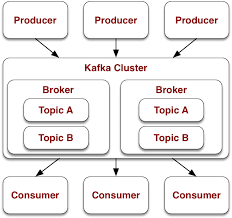 Producer Producer Producer
Kafka Cluster
Broker Broker
Topic A Topic A
Topic B Topic B
Consumer Consumer Consumer